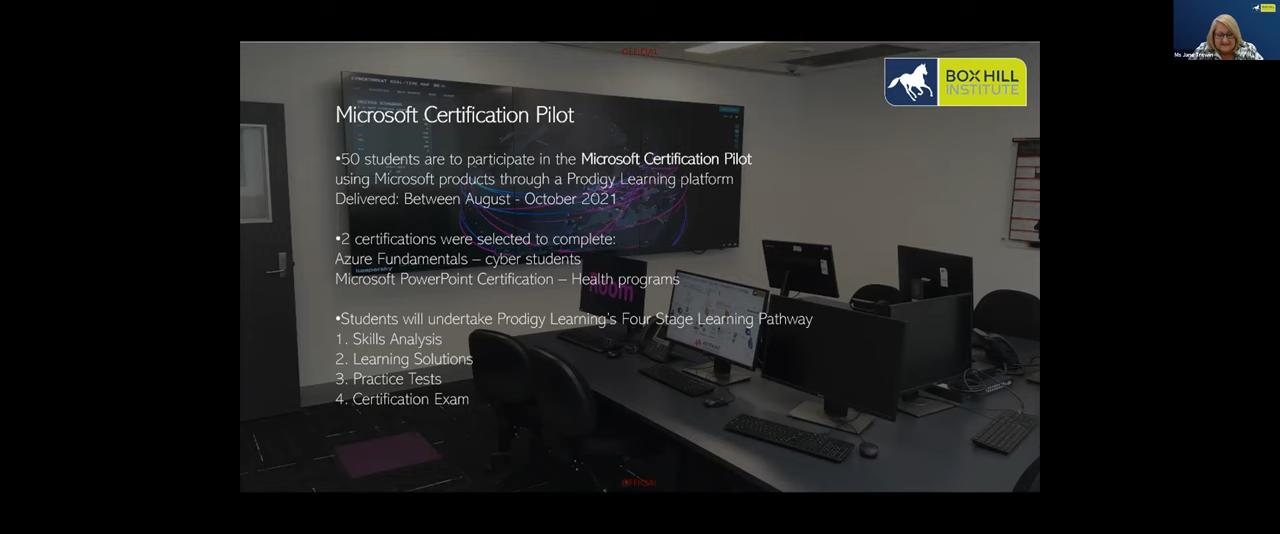 OFFICIAL
BOX HILL
INSTITUTE
Microsoft Certification Pilot
•50 students are to participate in the Microsoft Certification Pilot
using Microsoft products through a Prodigy Learning platform
Delivered: Between August - October 2021
•2 certifications were selected to complete:
Azure Fundamentals – cyber students
Microsoft PowerPoint Certification – Health programs
•Students will undertake Prodigy Learning's Four Stage Learning Pathway
1. Skills Analysis
2. Learning Solutions
3. Practice Tests
4. Certification Exam
kaspersky
Room
OFFICIAL